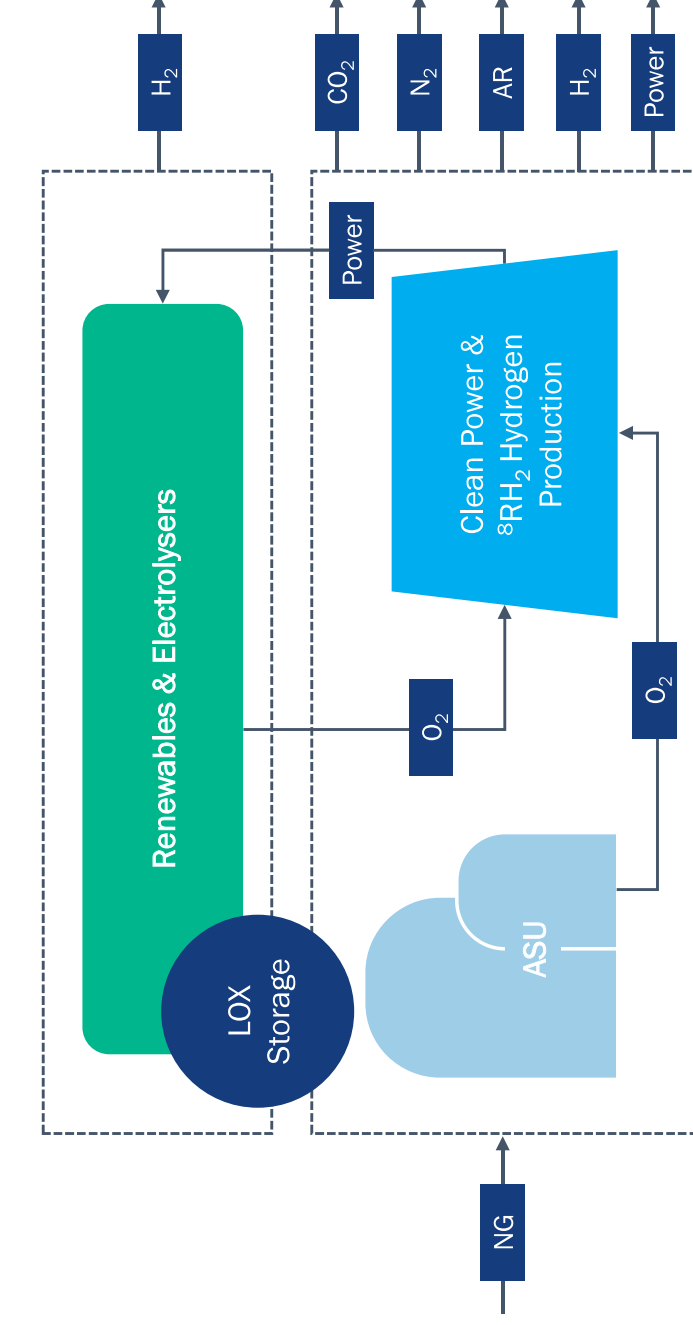 H₂
Renewables & Electrolysers
LOX
Storage
CO₂
N₂
AR
H₂
Power
Power
O₂
Clean Power &
⁸RH₂ Hydrogen
Production
ASU
O₂
NG